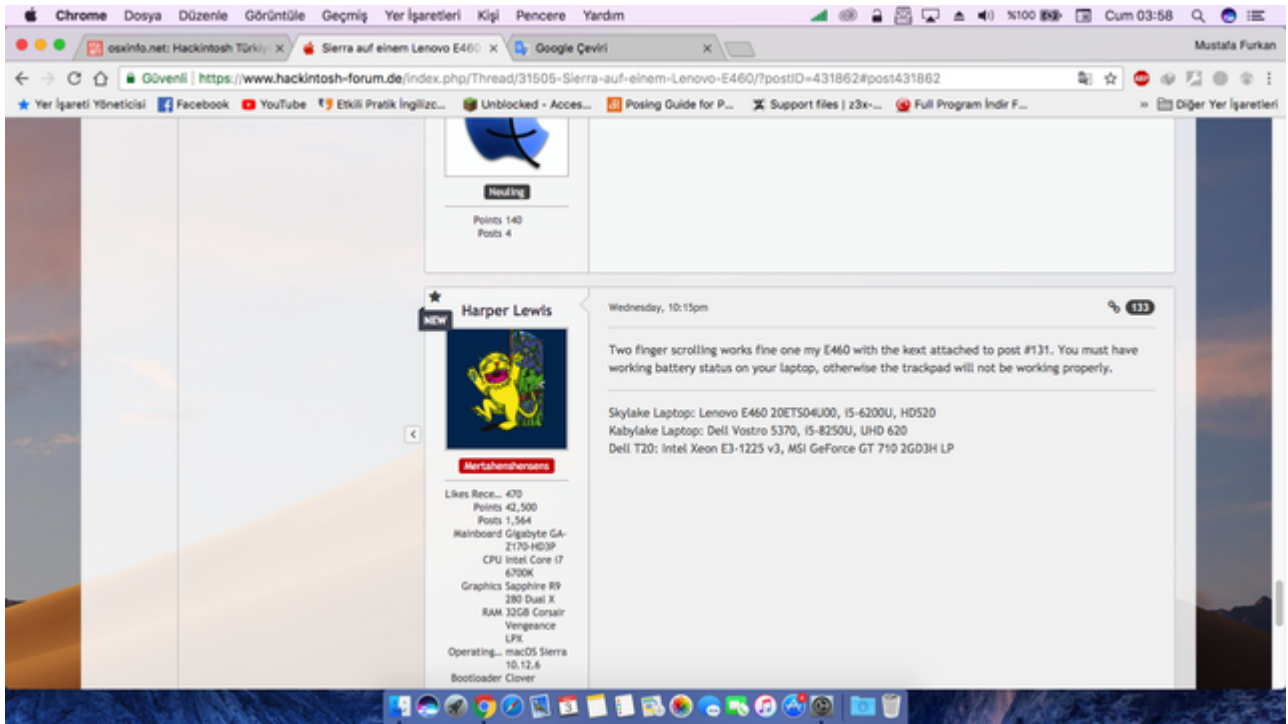 Chrome Dosya Düzenle Görüntüle Geçmiş Yer İşaretleri Kişi Pencere Yardım %100 Cum 03:58
osxinfo.net: Hackintosh Türkiy Sierra auf einem Lenovo E460 Google Çeviri Mustafa Furkan
Güvenli https://www.hackintosh-forum.de/index.php/Thread/31505-Sierra-auf-einem-Lenovo-E460/?postID=431862#post431862
Yer İşareti Yöneticisi Facebook YouTube Etkili Pratik İngilizc... Unblocked - Acces... Posing Guide for P... Support files | z3x-... Full Program İndir F... » Diğer Yer İşaretleri
Neuling
Points 140
Posts 4
NEW
Harper Lewis
Mertahenshensens
Likes Rece... 470
Points 42,500
Posts 1,564
Mainboard Gigabyte GA-
Z170-HD3P
CPU Intel Core i7
6700K
Graphics Sapphire R9
280 Dual X
RAM 32GB Corsair
Vengeance
LPX
Operating... macOS Sierra
10.12.6
Bootloader Clover
Wednesday, 10:15pm 133
Two finger scrolling works fine one my E460 with the kext attached to post #131. You must have
working battery status on your laptop, otherwise the trackpad will not be working properly.
Skylake Laptop: Lenovo E460 20ETS04U00, i5-6200U, HD520
Kabylake Laptop: Dell Vostro 5370, i5-8250U, UHD 620
Dell T20: Intel Xeon E3-1225 v3, MSI GeForce GT 710 2GD3H LP